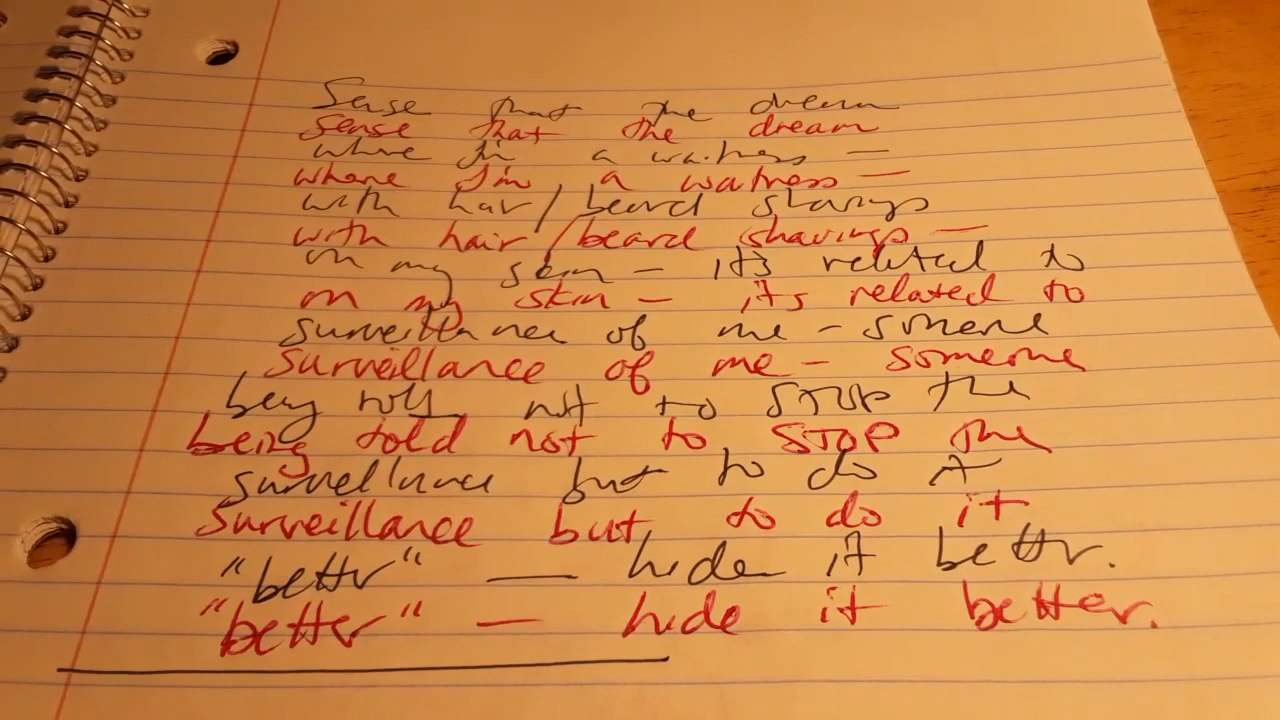 Sense that the dream
Sense that the dream
where I'm a waitress —
where I'm a watress —
with hair/beard shavings
with hair/beard shavings —
on my skin — it's related to
on my skin — it's related to
surveillance of me – someone
surveillance of me – someone
being told not to STOP the
being told not to STOP the
surveillance but to do it
surveillance but to do it
"better" — hide it better.
"better" — hide it better.